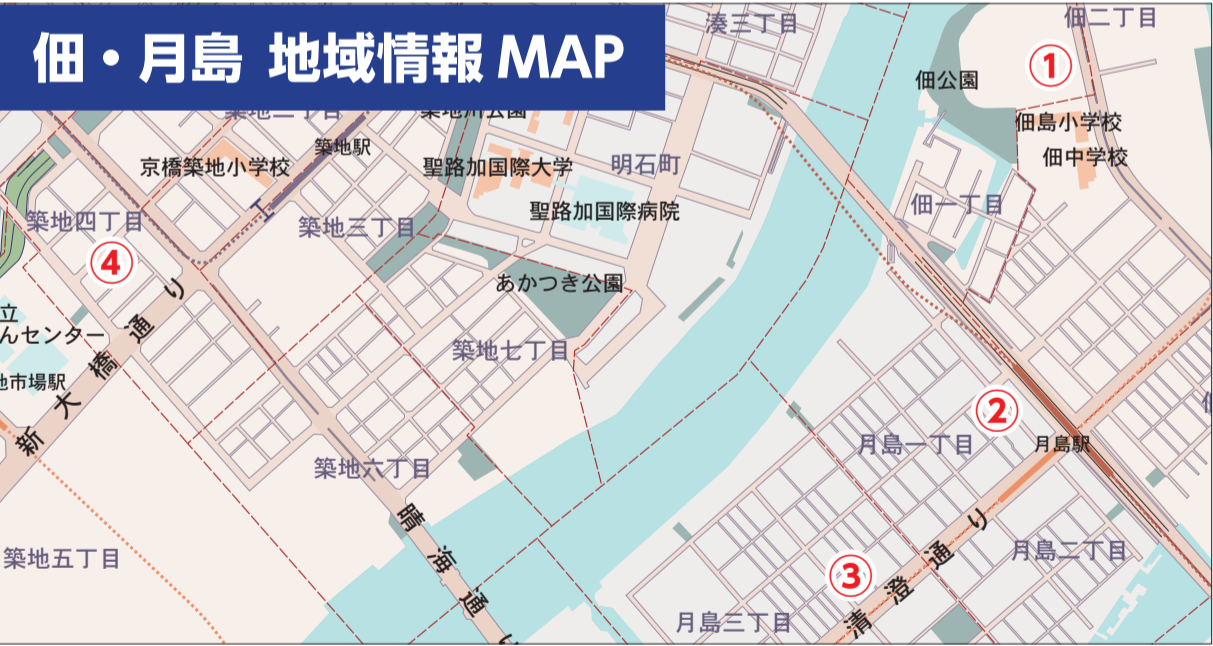 佃・月島 地域情報 MAP
湊三丁目
佃二丁目
①
佃公園
佃島小学校
佃中学校
築地二丁目
築地川公園
築地駅
京橋築地小学校
聖路加国際大学
明石町
聖路加国際病院
佃一丁目
築地四丁目
④
築地三丁目
あかつき公園
立
んセンター
築地七丁目
地市場駅
新大橋通り
②
月島一丁目
月島駅
築地六丁目
晴海通り
築地五丁目
月島二丁目
③
清澄通り
月島三丁目